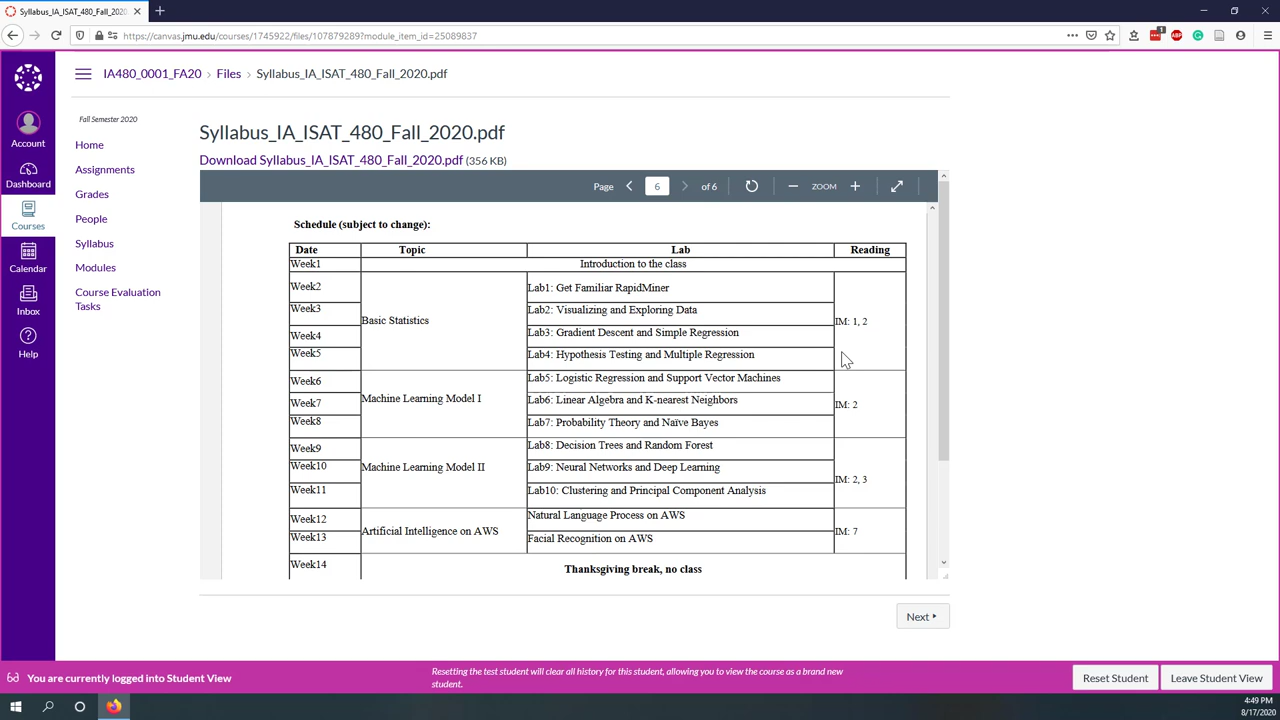 Syllabus_IA_ISAT_480_Fall_2020.
https://canvas.jmu.edu/courses/1745922/files/107879289?module_item_id=25089837
1
ABP
IA480_0001_FA20 › Files › Syllabus_IA_ISAT_480_Fall_2020.pdf
Account
Dashboard
Courses
Calendar
Inbox
Help
Fall Semester 2020
Home
Assignments
Grades
People
Syllabus
Modules
Course Evaluation
Tasks
Syllabus_IA_ISAT_480_Fall_2020.pdf
Download Syllabus_IA_ISAT_480_Fall_2020.pdf (356 KB)
Page 6 of 6 ZOOM
Schedule (subject to change):
Date Topic Lab Reading
Week1 Introduction to the class
Week2 Lab1: Get Familiar RapidMiner
Week3 Lab2: Visualizing and Exploring Data
Basic Statistics IM: 1, 2
Week4 Lab3: Gradient Descent and Simple Regression
Week5 Lab4: Hypothesis Testing and Multiple Regression
Week6 Lab5: Logistic Regression and Support Vector Machines
Week7 Machine Learning Model I Lab6: Linear Algebra and K-nearest Neighbors IM: 2
Week8 Lab7: Probability Theory and Naïve Bayes
Week9 Lab8: Decision Trees and Random Forest
Week10 Machine Learning Model II Lab9: Neural Networks and Deep Learning IM: 2, 3
Week11 Lab10: Clustering and Principal Component Analysis
Week12 Natural Language Process on AWS
Artificial Intelligence on AWS IM: 7
Week13 Facial Recognition on AWS
Week14 Thanksgiving break, no class
Next
You are currently logged into Student View
Resetting the test student will clear all history for this student, allowing you to view the course as a brand new
student.
Reset Student
Leave Student View
4:49 PM
8/17/2020